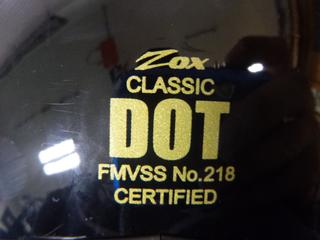 Zox
CLASSIC
DOT
FMVSS No.218
CERTIFIED